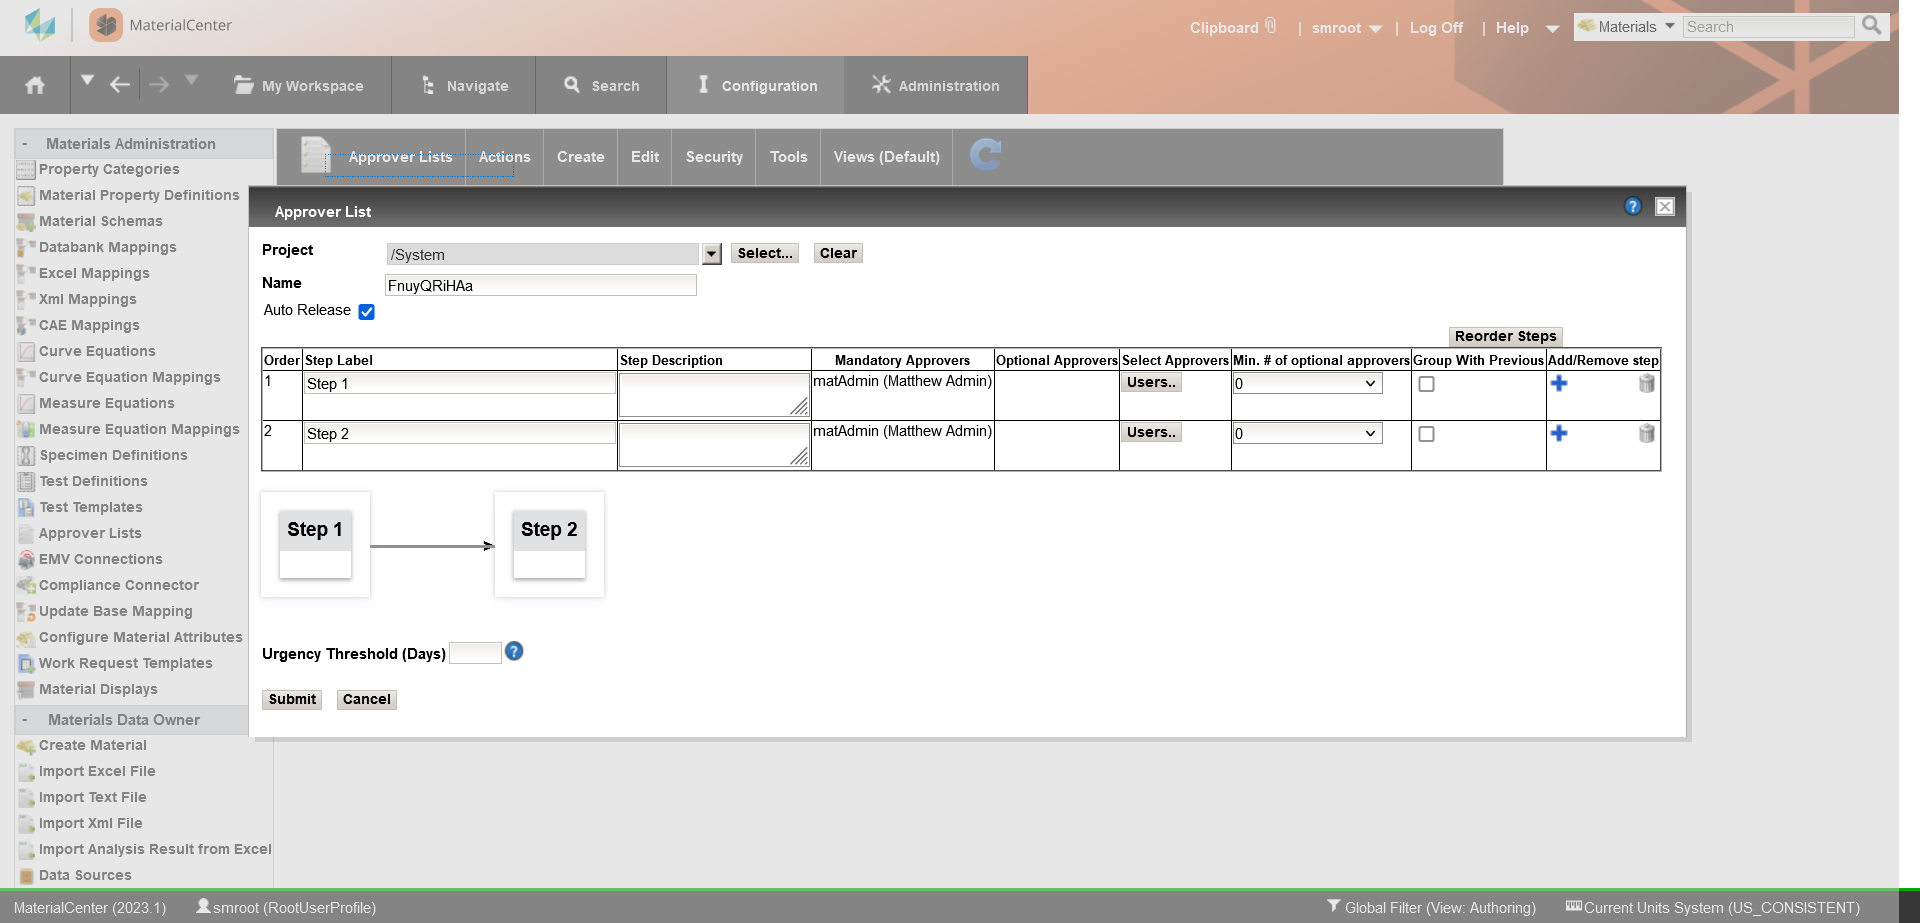 MaterialCenter
Clipboard | smroot | Log Off | Help Materials Search
My Workspace Navigate Search Configuration Administration
- Materials Administration
Property Categories
Material Property Definitions
Material Schemas
Databank Mappings
Excel Mappings
Xml Mappings
CAE Mappings
Curve Equations
Curve Equation Mappings
Measure Equations
Measure Equation Mappings
Specimen Definitions
Test Definitions
Test Templates
Approver Lists
EMV Connections
Compliance Connector
Update Base Mapping
Configure Material Attributes
Work Request Templates
Material Displays
- Materials Data Owner
Create Material
Import Excel File
Import Text File
Import Xml File
Import Analysis Result from Excel
Data Sources
Approver Lists Actions Create Edit Security Tools Views (Default)
Approver List ?
Project /System Select... Clear
Name FnuyQRiHAa
Auto Release
Reorder Steps
Order Step Label Step Description Mandatory Approvers Optional Approvers Select Approvers Min. # of optional approvers Group With Previous Add/Remove step
1 Step 1 matAdmin (Matthew Admin) Users.. 0
2 Step 2 matAdmin (Matthew Admin) Users.. 0
Step 1 Step 2
Urgency Threshold (Days) ?
Submit Cancel
MaterialCenter (2023.1) smroot (RootUserProfile) Global Filter (View: Authoring) Current Units System (US_CONSISTENT)